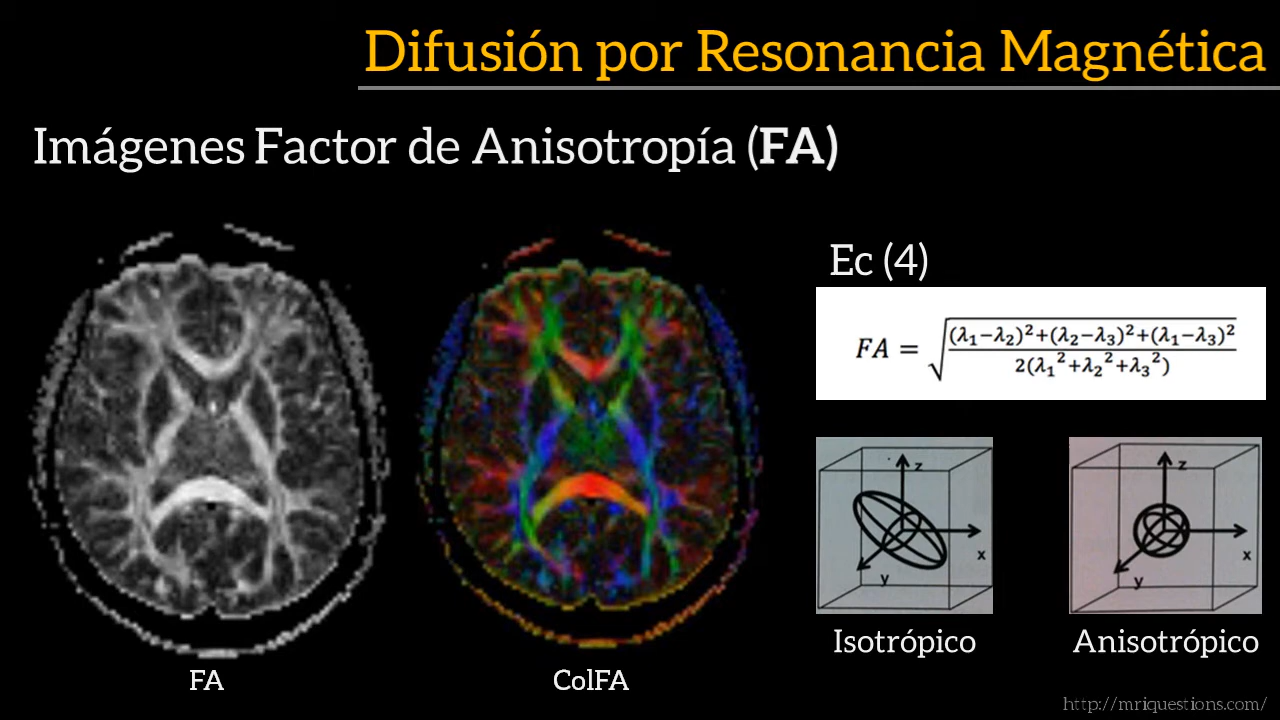 Difusión por Resonancia Magnética
Imágenes Factor de Anisotropía (FA)
Ec (4)
FA = √((λ₁−λ₂)²+(λ₂−λ₃)²+(λ₁−λ₃)² / 2(λ₁²+λ₂²+λ₃²))
z
x
y
z
x
y
Isotrópico
Anisotrópico
FA
ColFA
http://mriquestions.com/